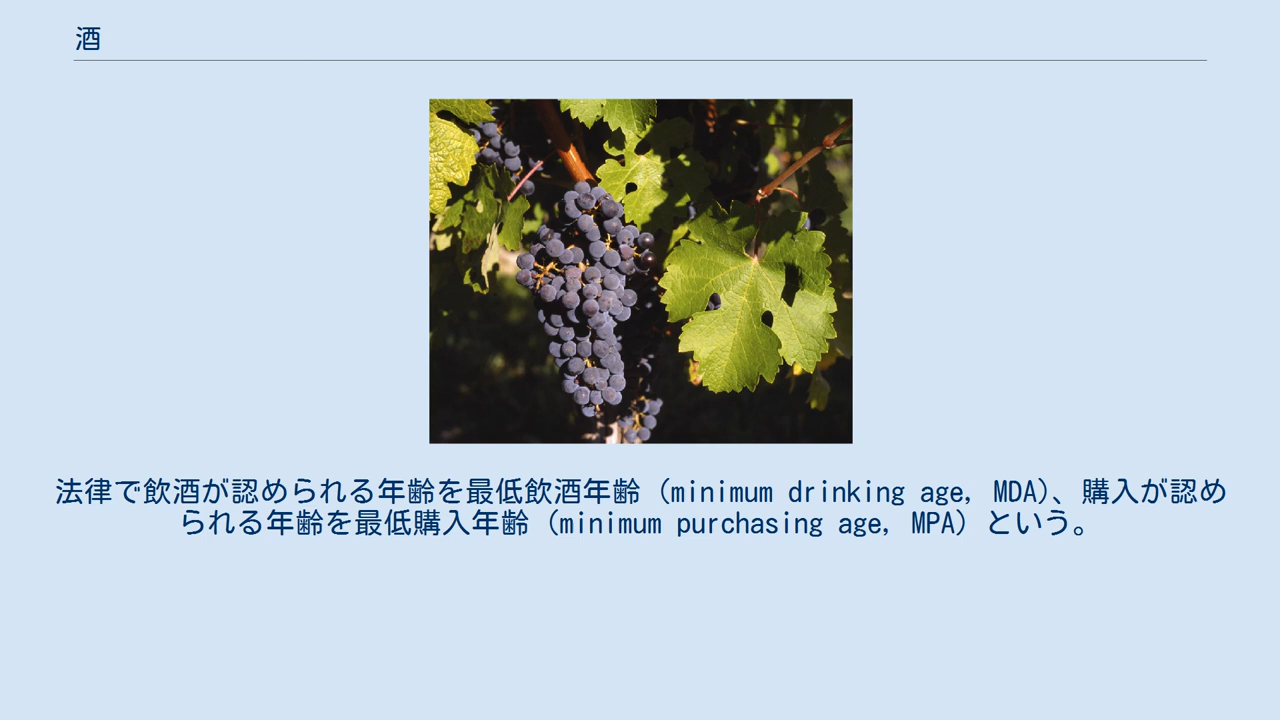 酒
法律で飲酒が認められる年齢を最低飲酒年齢 (minimum drinking age, MDA)、購入が認め
られる年齢を最低購入年齢 (minimum purchasing age, MPA) という。